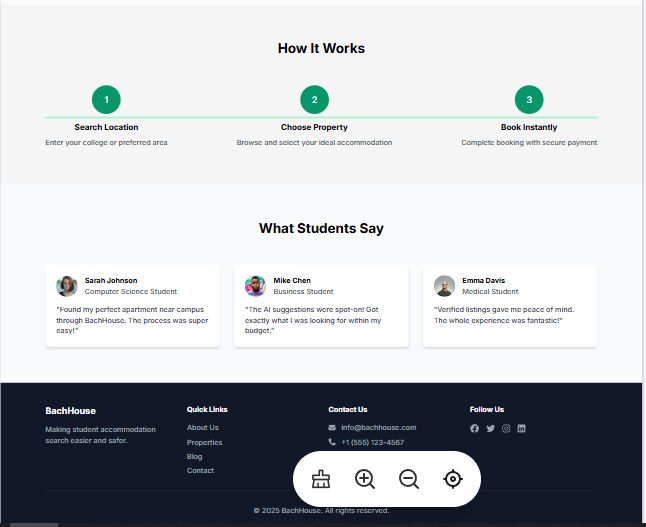 How It Works
1
2
3
Search Location
Choose Property
Book Instantly
Enter your college or preferred area
Browse and select your ideal accommodation
Complete booking with secure payment
What Students Say
Sarah Johnson
Computer Science Student
"Found my perfect apartment near campus
through BachHouse. The process was super
easy!"
Mike Chen
Business Student
"The AI suggestions were spot-on! Got
exactly what I was looking for within my
budget."
Emma Davis
Medical Student
"Verified listings gave me peace of mind.
The whole experience was fantastic!"
BachHouse
Making student accommodation
search easier and safer.
Quick Links
About Us
Properties
Blog
Contact
Contact Us
info@bachhouse.com
+1 (555) 123-4567
Follow Us
© 2025 BachHouse. All rights reserved.